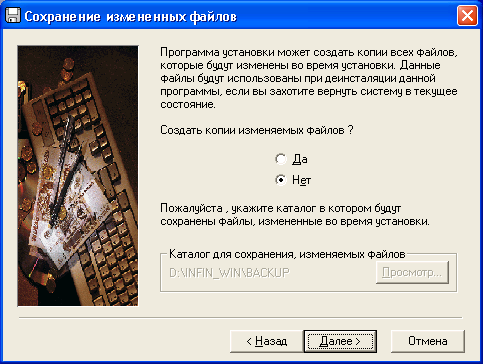 Сохранение измененных файлов
Программа установки может создать копии всех файлов,
которые будут изменены во время установки. Данные
файлы будут использованы при деинсталяции данной
программы, если вы захотите вернуть систему в текущее
состояние.
Создать копии изменяемых файлов ?
Да
Нет
Пожалуйста , укажите каталог в котором будут
сохранены файлы, измененные во время установки.
Каталог для сохранения, изменяемых файлов
D:\INFIN_WIN\BACKUP
Просмотр...
< Назад
Далее >
Отмена